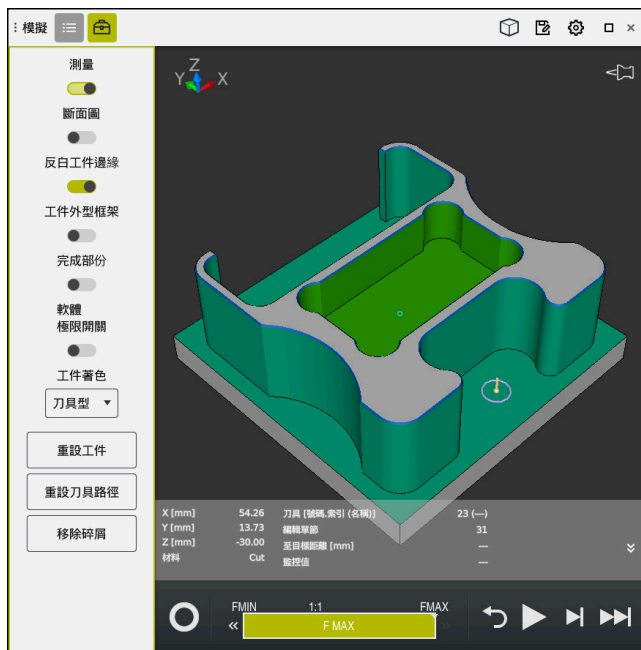 模擬
測量
斷面圖
反白工件邊緣
工件外型框架
完成部份
軟體
極限開關
工件著色
刀具型
重設工件
重設刀具路徑
移除碎屑
Z
Y X
X [mm] 54.26 刀具 [號碼.索引 (名稱)] 23 (---)
Y [mm] 13.73 編輯單節 31
Z [mm] -30.00 至目標距離 [mm] ---
材料 Cut 監控值 ---
FMIN 1:1 FMAX
F MAX